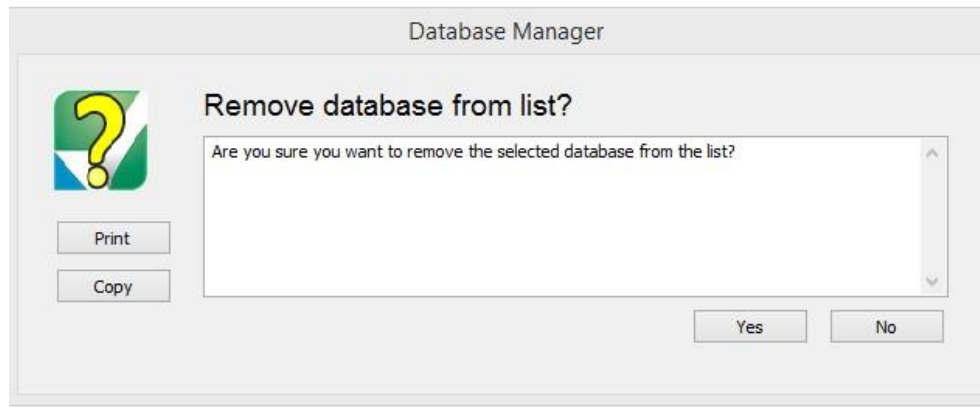 Database Manager
Remove database from list?
Are you sure you want to remove the selected database from the list?
Print
Copy
Yes
No